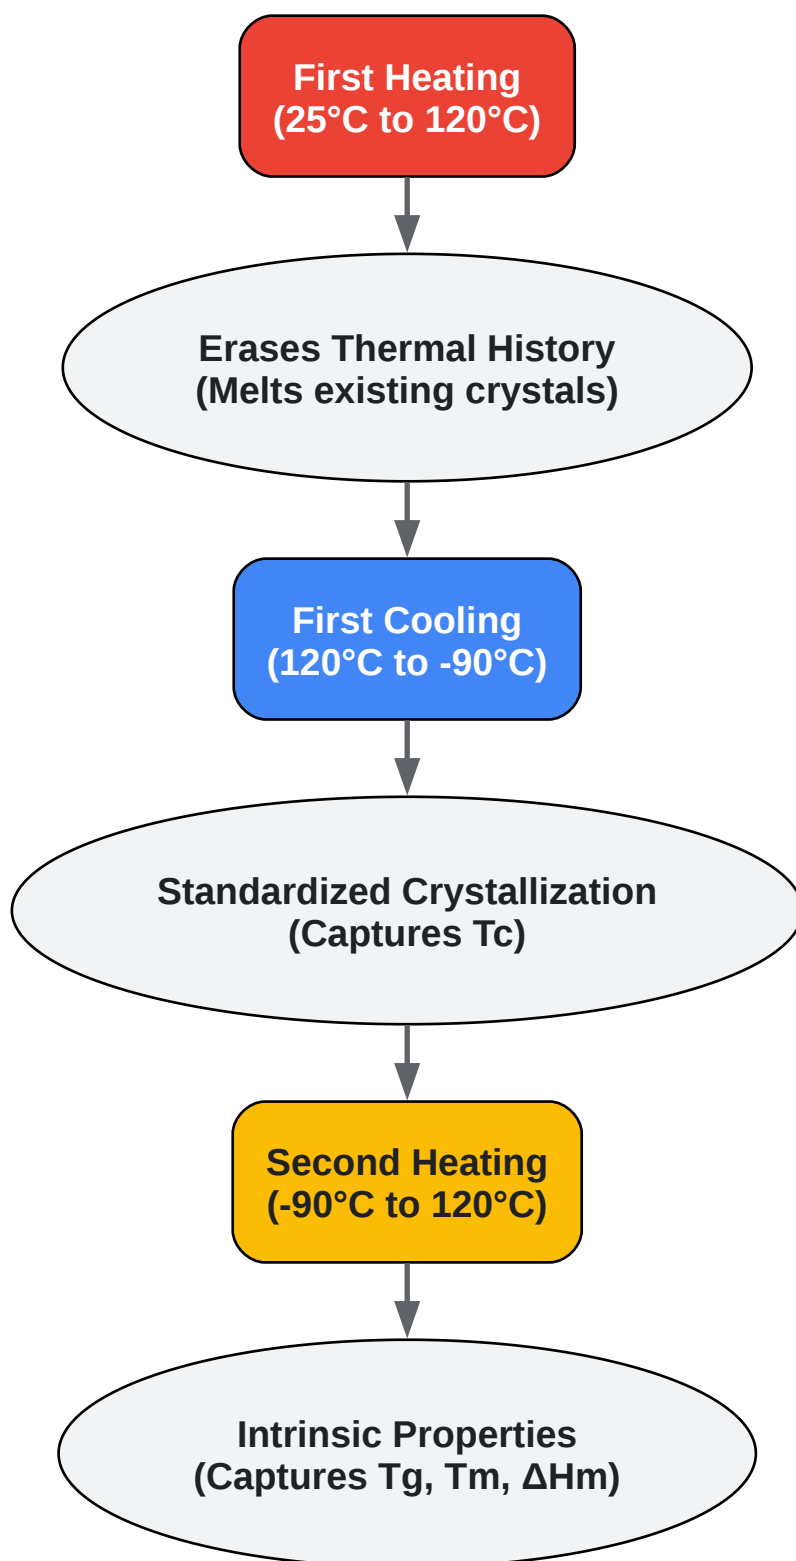 First Heating
(25°C to 120°C)
Erases Thermal History
(Melts existing crystals)
First Cooling
(120°C to -90°C)
Standardized Crystallization
(Captures Tc)
Second Heating
(-90°C to 120°C)
Intrinsic Properties
(Captures Tg, Tm, ΔHm)